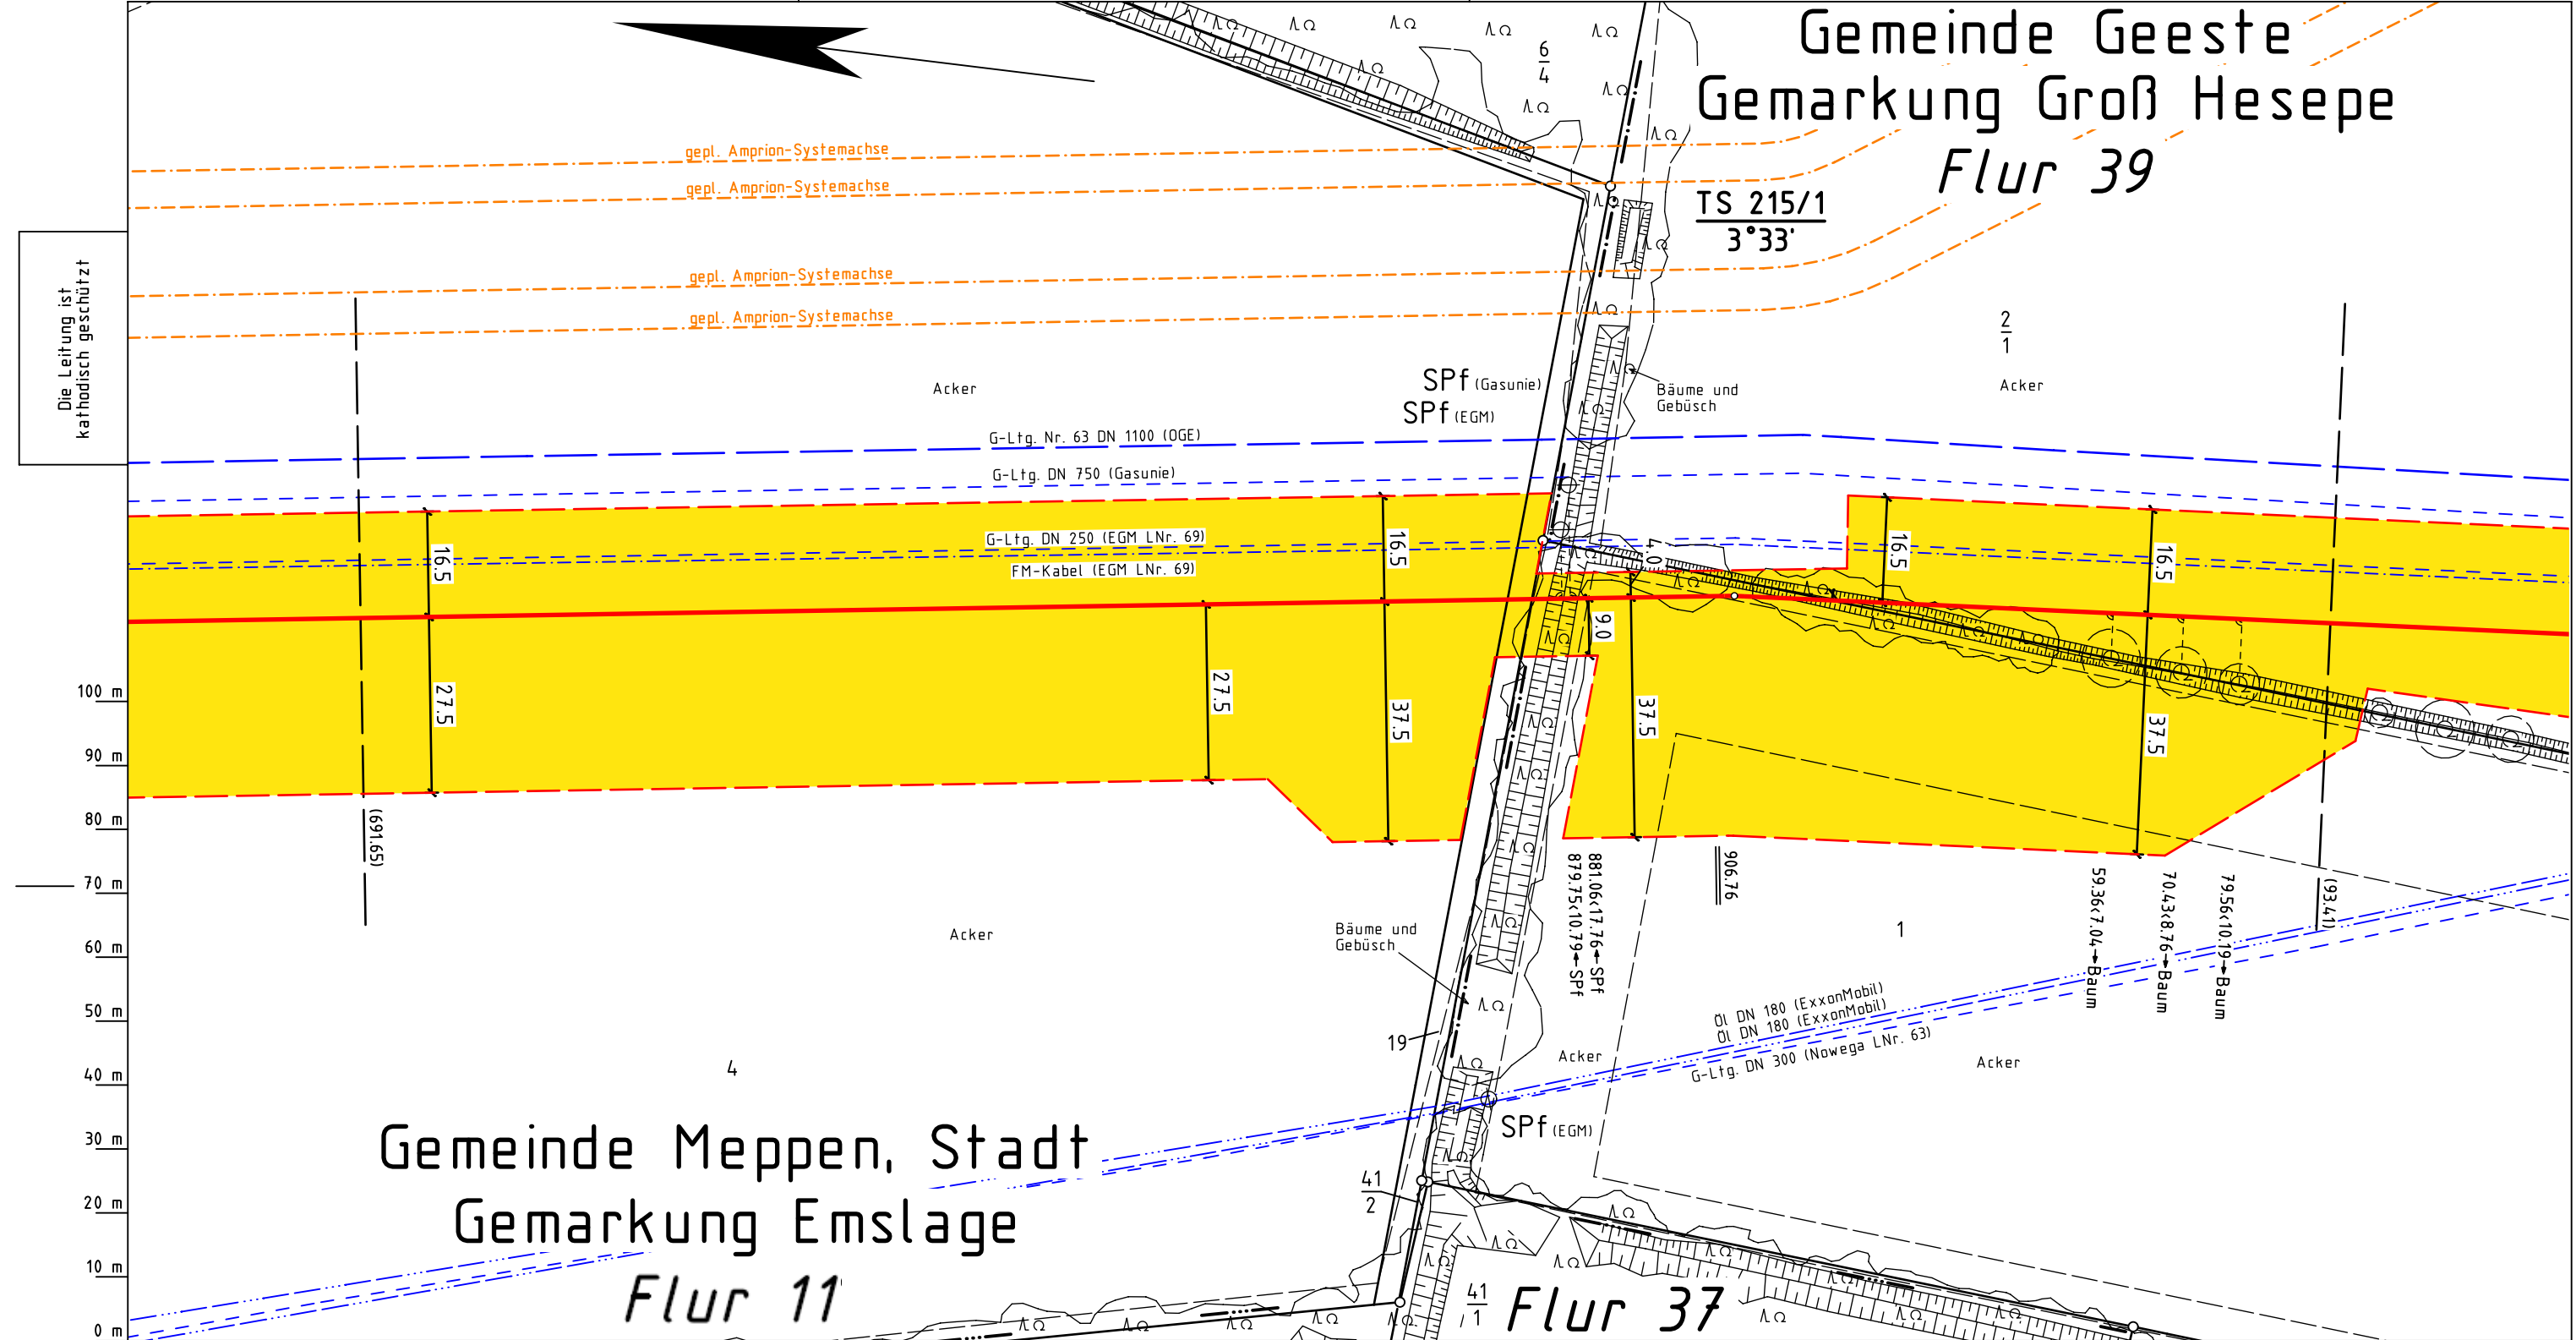 Gemeinde Geeste
Gemarkung Groß Hesepe
Flur 39
6
4
gepl. Amprion-Systemachse
gepl. Amprion-Systemachse
gepl. Amprion-Systemachse
gepl. Amprion-Systemachse
TS 215/1
3°33'
Die Leitung ist
kathodisch geschützt
2
1
Acker
Acker
SPf (Gasunie)
SPf (EGM)
Bäume und
Gebüsch
G-Ltg. Nr. 63 DN 1100 (OGE)
G-Ltg. DN 750 (Gasunie)
G-Ltg. DN 250 (EGM LNr. 69)
FM-Kabel (EGM LNr. 69)
16.5
16.5
4.0
16.5
16.5
9.0
27.5
27.5
37.5
37.5
37.5
100 m
90 m
80 m
70 m
60 m
50 m
40 m
30 m
20 m
10 m
0 m
(691.65)
879.75<10.79→SPf
881.06<17.76→SPf
906.76
59.36<7.04→Baum
70.43<8.76→Baum
79.56<10.19→Baum
(93.41)
Acker
Bäume und
Gebüsch
1
19
Öl DN 180 (ExxonMobil)
Öl DN 180 (ExxonMobil)
G-Ltg. DN 300 (Nowega LNr. 63)
Acker
Acker
4
SPf (EGM)
Gemeinde Meppen, Stadt
Gemarkung Emslage
Flur 11
41
2
41
1
Flur 37